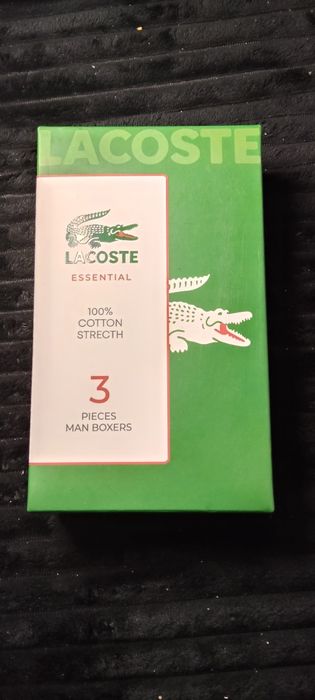 LACOSTE
LACOSTE
ESSENTIAL
100%
COTTON
STRECTH
3
PIECES
MAN BOXERS